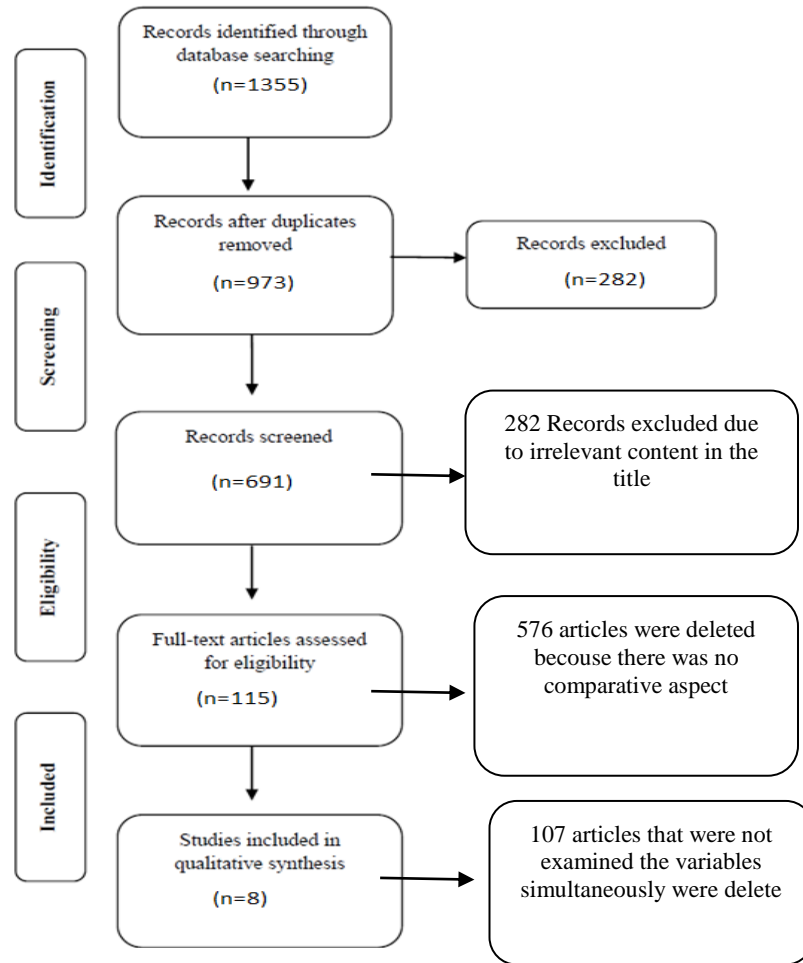 Identification
Records identified through
database searching
(n=1355)
Records after duplicates
removed
(n=973)
Records excluded
(n=282)
Screening
Records screened
(n=691)
282 Records excluded due
to irrelevant content in the
title
Eligibility
Full-text articles assessed
for eligibility
(n=115)
576 articles were deleted
becouse there was no
comparative aspect
Included
Studies included in
qualitative synthesis
(n=8)
107 articles that were not
examined the variables
simultaneously were delete